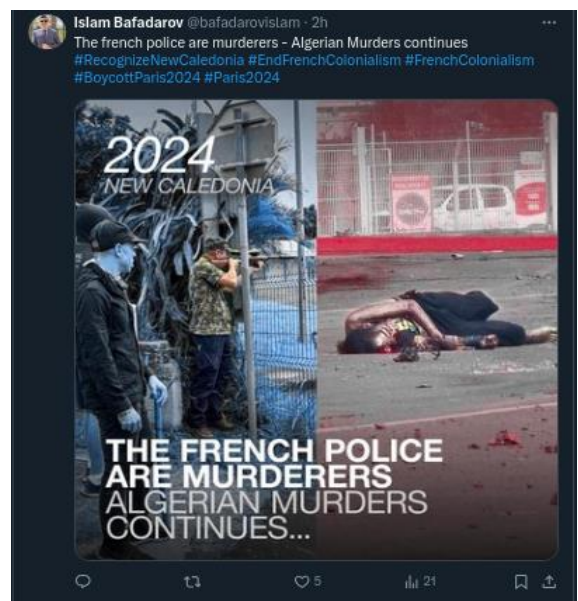 Islam Bafadarov @bafadarovislam · 2h
The french police are murderers - Algerian Murders continues
#RecognizeNewCaledonia #EndFrenchColonialism #FrenchColonialism
#BoycottParis2024 #Paris2024
2024
NEW CALEDONIA
THE FRENCH POLICE
ARE MURDERERS
ALGERIAN MURDERS
CONTINUES...
5
21